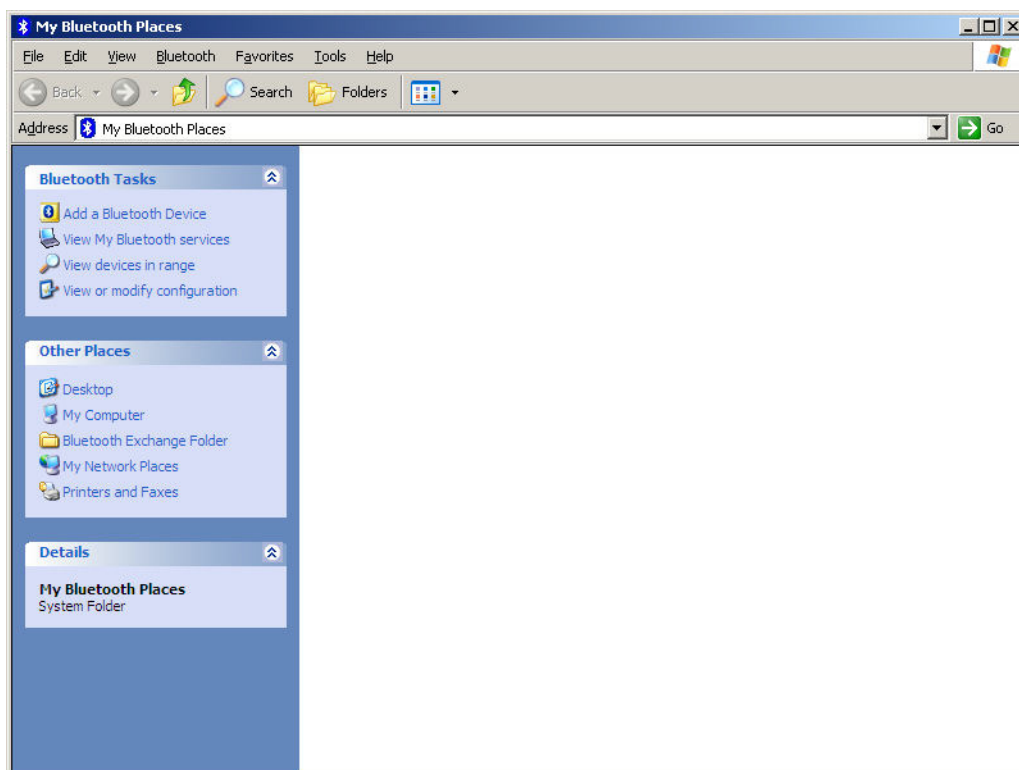 My Bluetooth Places
File Edit View Bluetooth Favorites Tools Help
Back Search Folders
Address My Bluetooth Places Go
Bluetooth Tasks
Add a Bluetooth Device
View My Bluetooth services
View devices in range
View or modify configuration
Other Places
Desktop
My Computer
Bluetooth Exchange Folder
My Network Places
Printers and Faxes
Details
My Bluetooth Places
System Folder